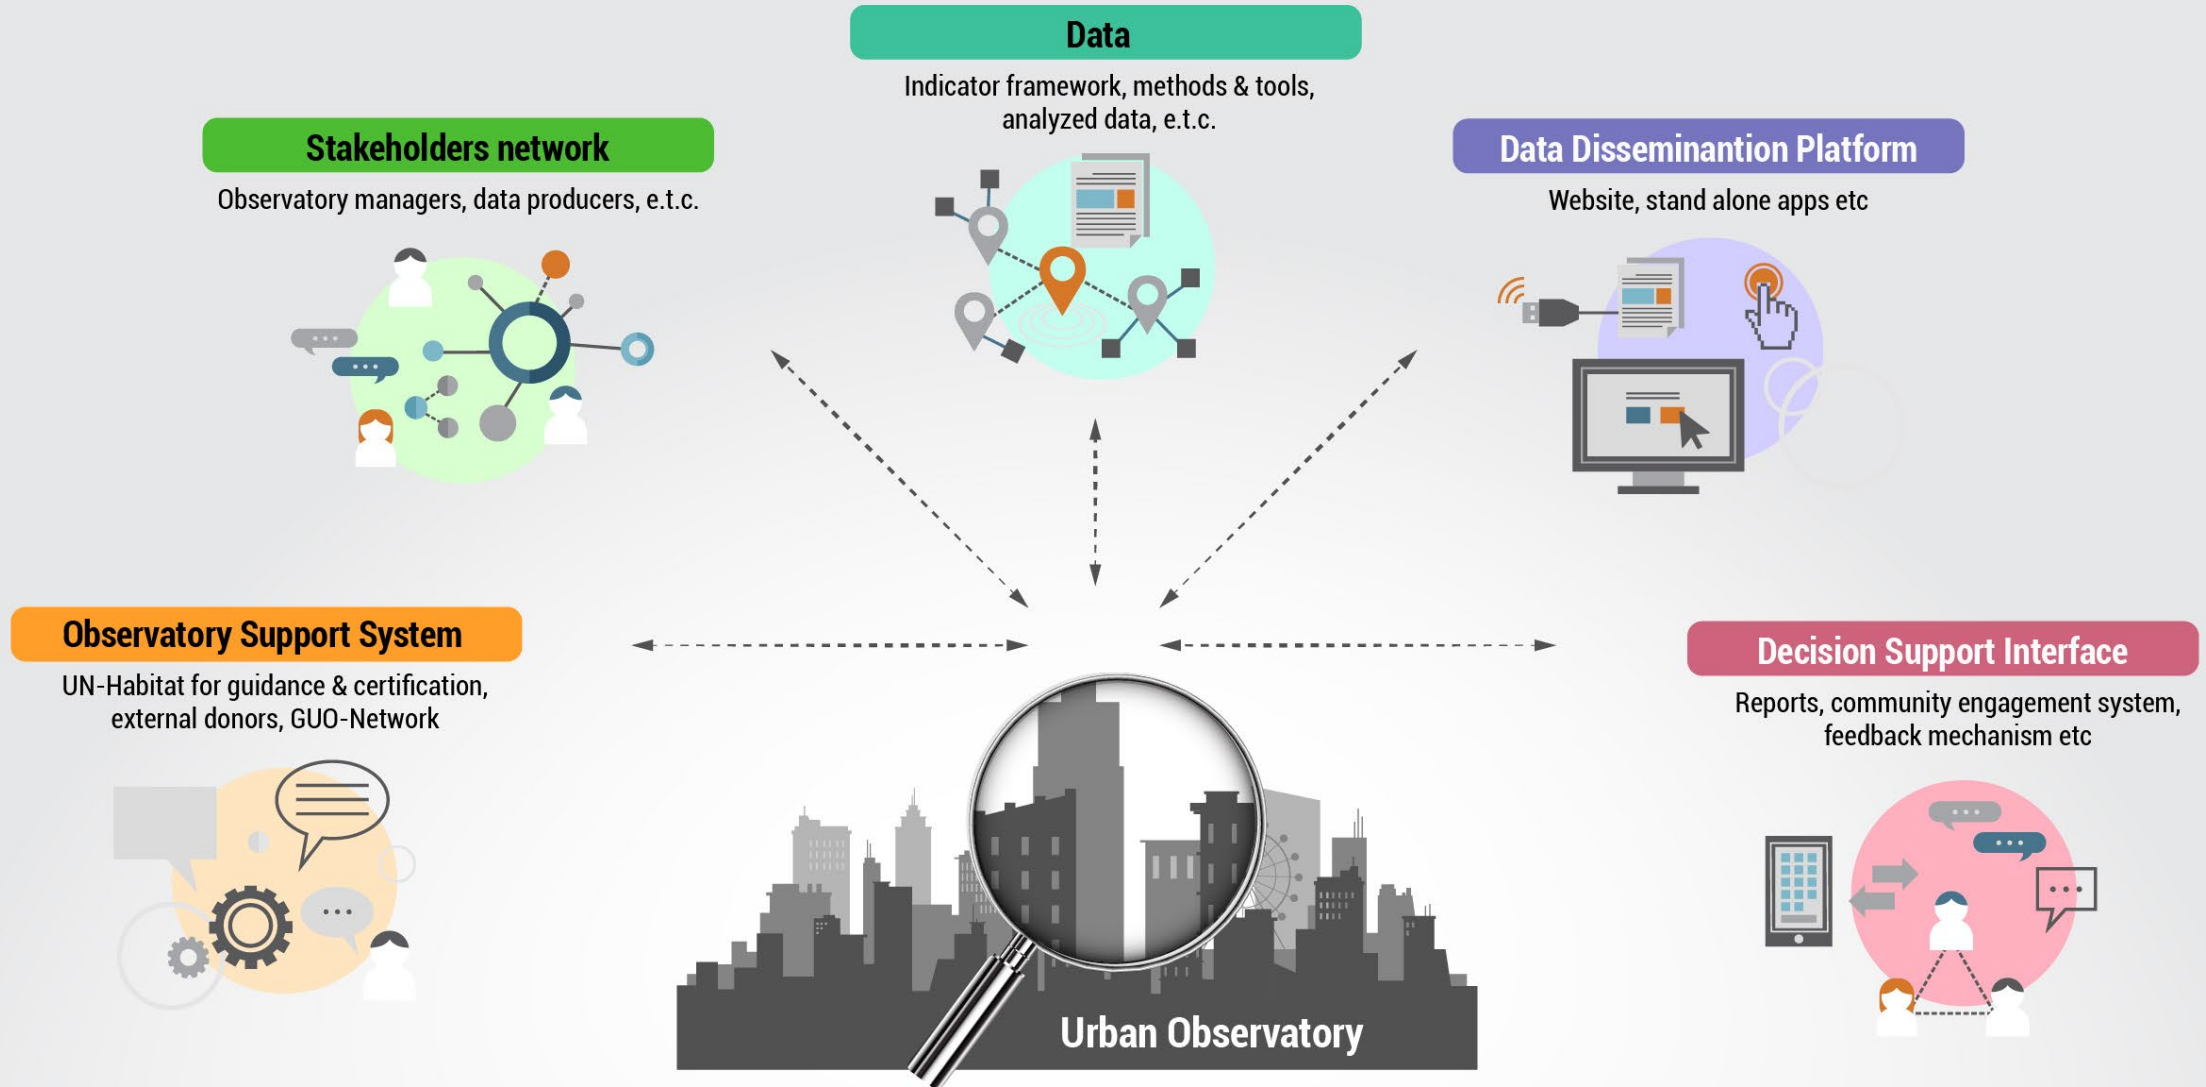 Data
Indicator framework, methods & tools,
analyzed data, e.t.c.
Stakeholders network
Observatory managers, data producers, e.t.c.
Data Disseminantion Platform
Website, stand alone apps etc
Observatory Support System
UN-Habitat for guidance & certification,
external donors, GUO-Network
Decision Support Interface
Reports, community engagement system,
feedback mechanism etc
Urban Observatory